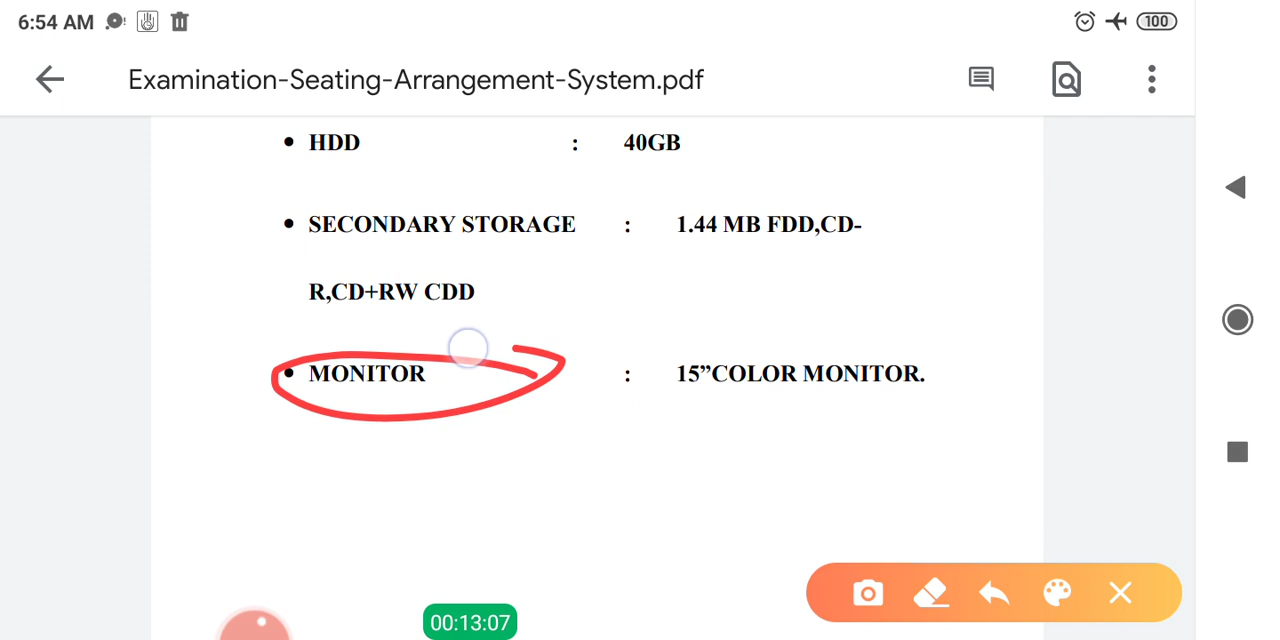 6:54 AM 100
Examination-Seating-Arrangement-System.pdf
• HDD : 40GB
• SECONDARY STORAGE : 1.44 MB FDD,CD-
R,CD+RW CDD
• MONITOR : 15”COLOR MONITOR.
00:13:07